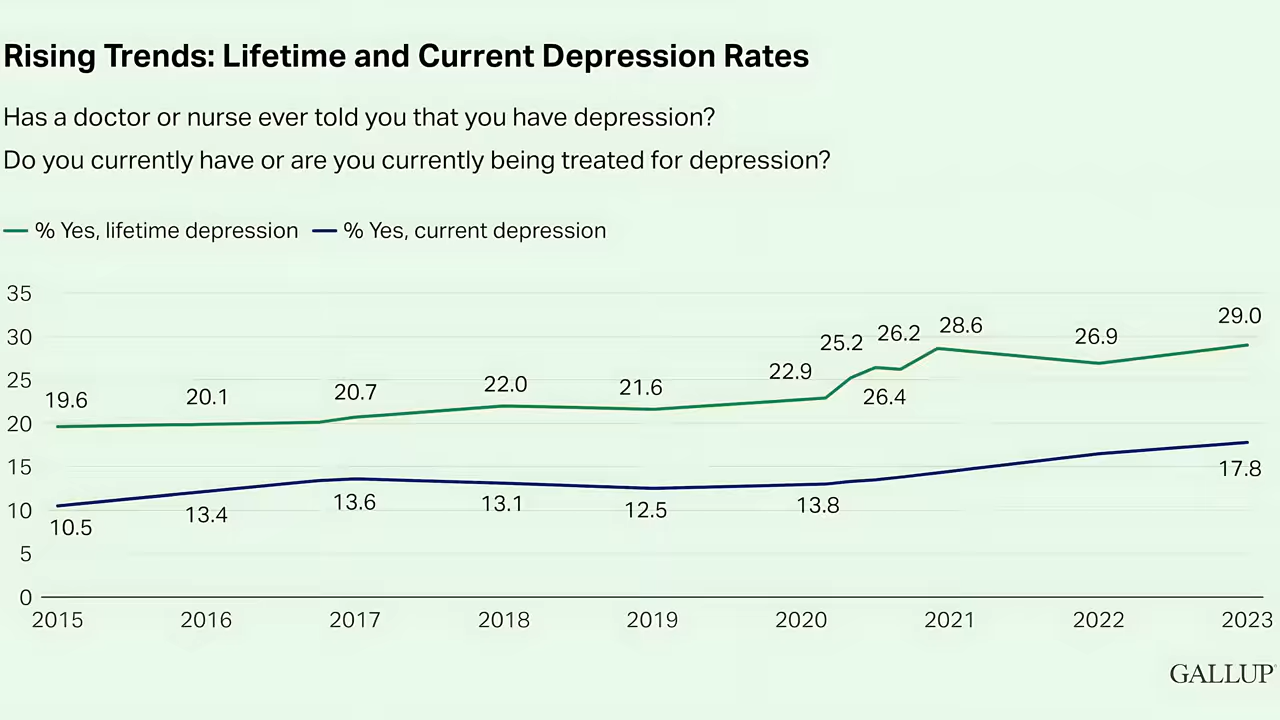 Rising Trends: Lifetime and Current Depression Rates
Has a doctor or nurse ever told you that you have depression?
Do you currently have or are you currently being treated for depression?
% Yes, lifetime depression % Yes, current depression
35
30
25
20
15
10
5
0
19.6 20.1 20.7 22.0 21.6 22.9 25.2 26.4 26.2 28.6 26.9 29.0
10.5 13.4 13.6 13.1 12.5 13.8 17.8
2015 2016 2017 2018 2019 2020 2021 2022 2023
GALLUP